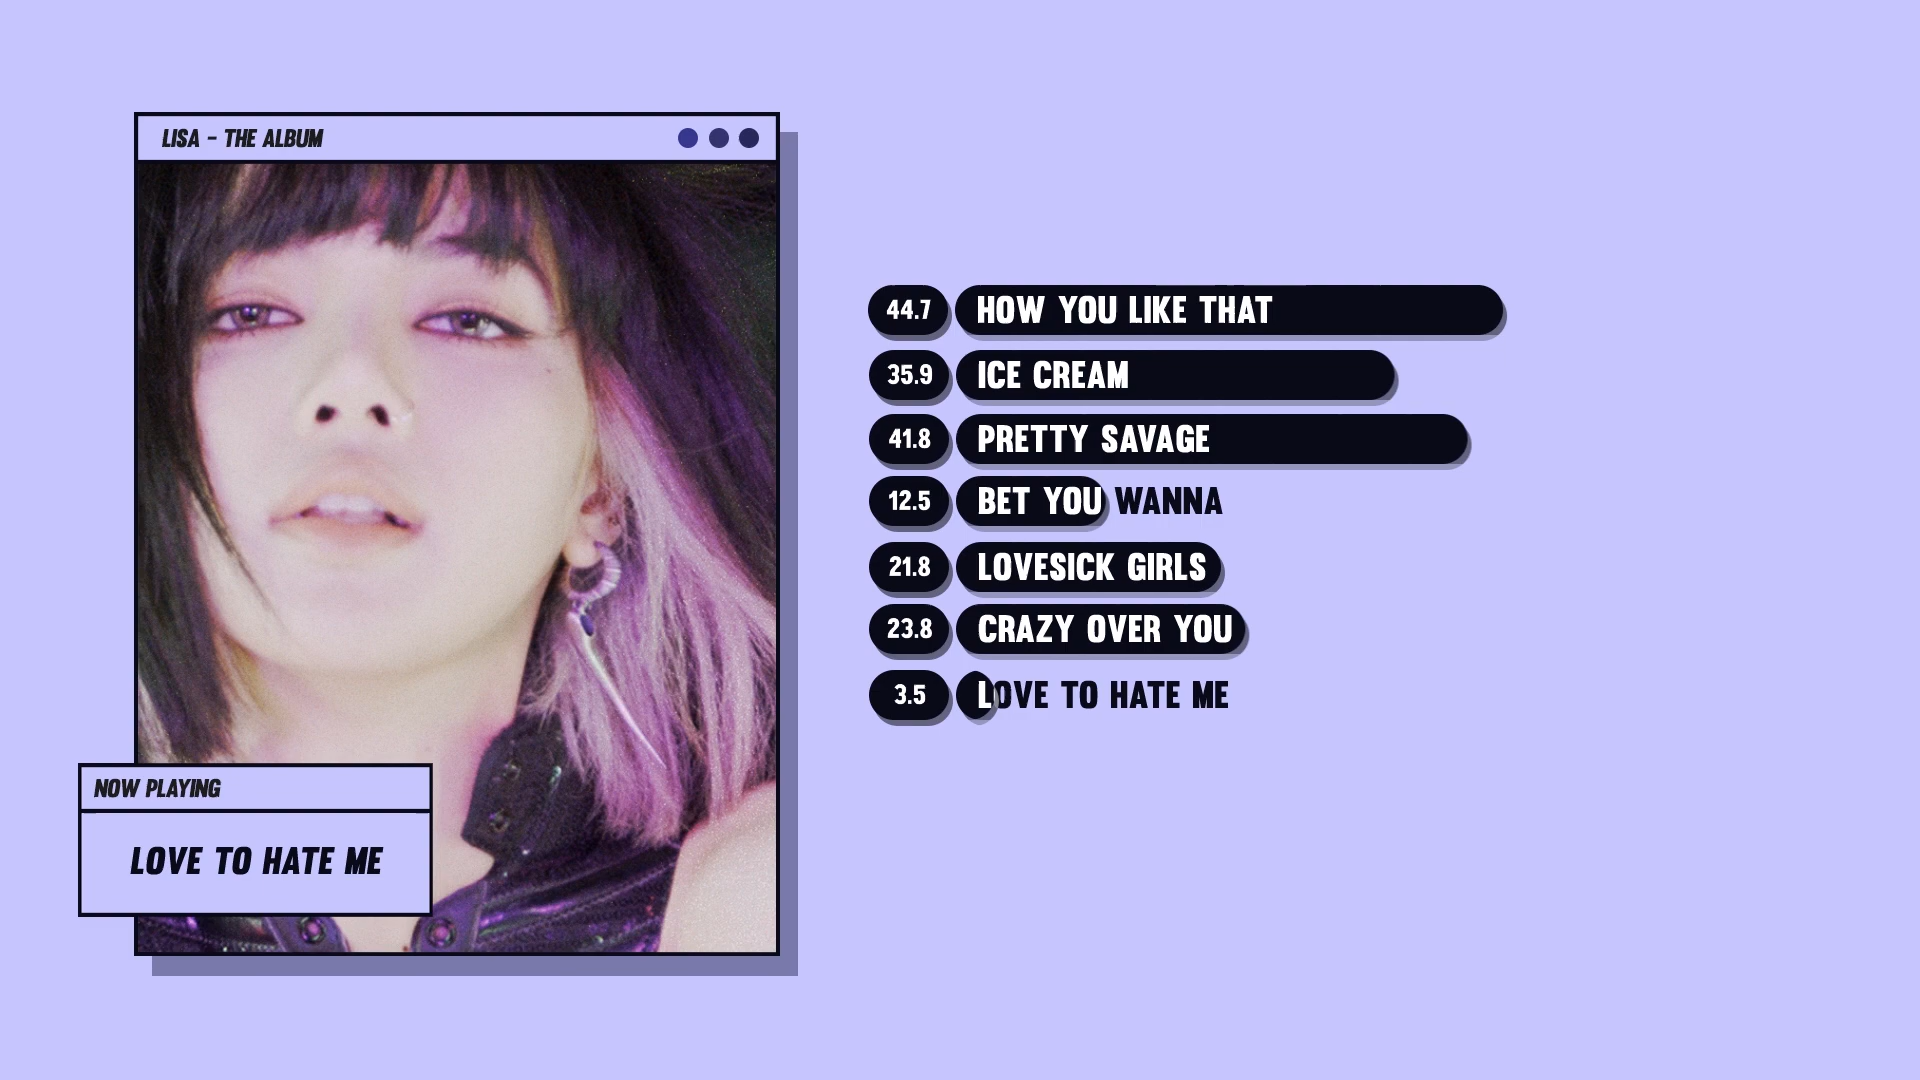 LISA - THE ALBUM
44.7 HOW YOU LIKE THAT
35.9 ICE CREAM
41.8 PRETTY SAVAGE
12.5 BET YOU WANNA
21.8 LOVESICK GIRLS
23.8 CRAZY OVER YOU
3.5 LOVE TO HATE ME
NOW PLAYING
LOVE TO HATE ME